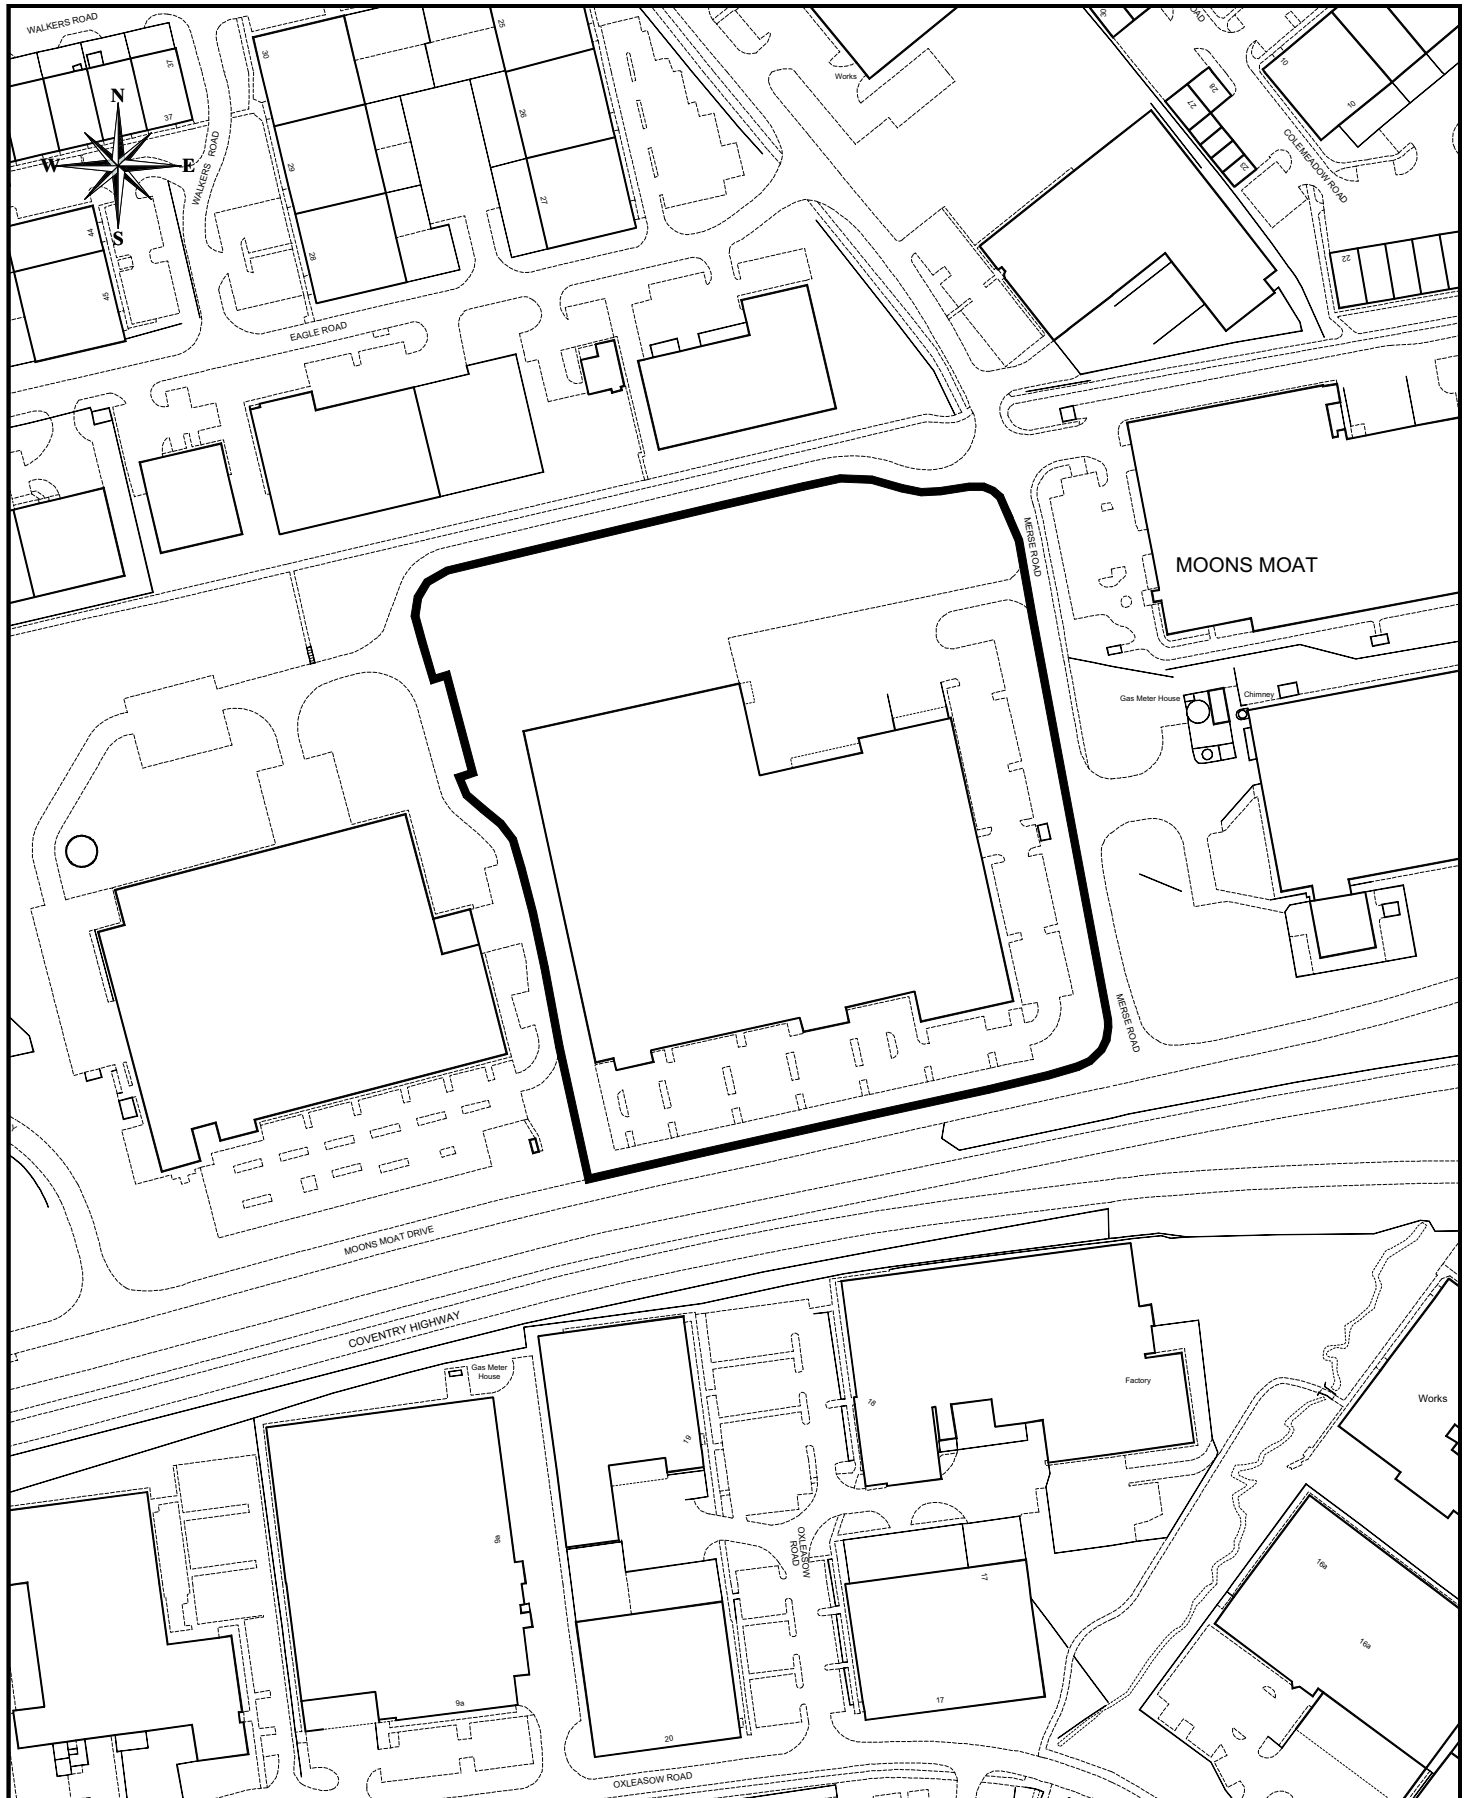 WALKERS ROAD
37
37
N
W
E
S
WALKERS ROAD
44
45
30
29
28
25
26
27
EAGLE ROAD
Works
30
OAD
28
27
23
10
10
COLEMEADOW ROAD
22
MERSE ROAD
MOONS MOAT
Gas Meter House
Chimney
MERSE ROAD
MOONS MOAT DRIVE
COVENTRY HIGHWAY
Gas Meter
House
19
18
Factory
Works
9a
OXLEASOW
ROAD
17
16a
16a
9a
17
20
OXLEASOW ROAD